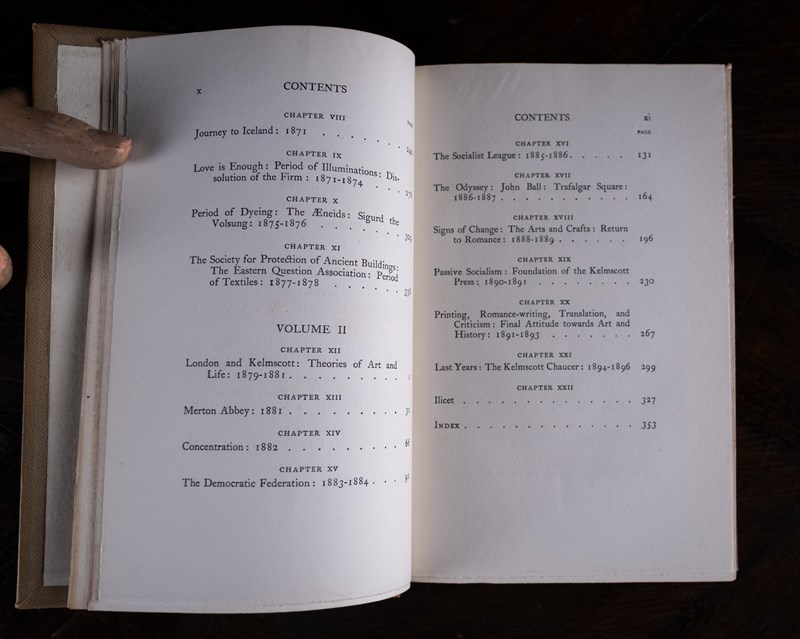 x CONTENTS
CHAPTER VIII
PAGE
Journey to Iceland: 1871 . . . . . 240
CHAPTER IX
Love is Enough: Period of Illuminations: Dis-
solution of the Firm: 1871-1874 . . .
CHAPTER X
Period of Dyeing: The Æneids: Sigurd the
Volsung: 1875-1876 . . . . . .
CHAPTER XI
The Society for Protection of Ancient Buildings:
The Eastern Question Association: Period
of Textiles: 1877-1878 . . . . . .
VOLUME II
CHAPTER XII
London and Kelmscott: Theories of Art and
Life: 1879-1881 . . . . . . . . . 1
CHAPTER XIII
Merton Abbey: 1881 . . . . . . . . .
CHAPTER XIV
Concentration: 1882 . . . . . . . . .
CHAPTER XV
The Democratic Federation: 1883-1884 . . .
CONTENTS xi
PAGE
CHAPTER XVI
The Socialist League: 1885-1886 . . . . . 131
CHAPTER XVII
The Odyssey: John Ball: Trafalgar Square:
1886-1887 . . . . . . . . . . . 164
CHAPTER XVIII
Signs of Change: The Arts and Crafts: Return
to Romance: 1888-1889 . . . . . . 196
CHAPTER XIX
Passive Socialism: Foundation of the Kelmscott
Press: 1890-1891 . . . . . . . . 230
CHAPTER XX
Printing, Romance-writing, Translation, and
Criticism: Final Attitude towards Art and
History: 1891-1893 . . . . . . . 267
CHAPTER XXI
Last Years: The Kelmscott Chaucer: 1894-1896 299
CHAPTER XXII
Ilicet . . . . . . . . . . . . . . 327
INDEX . . . . . . . . . . . . . . 353